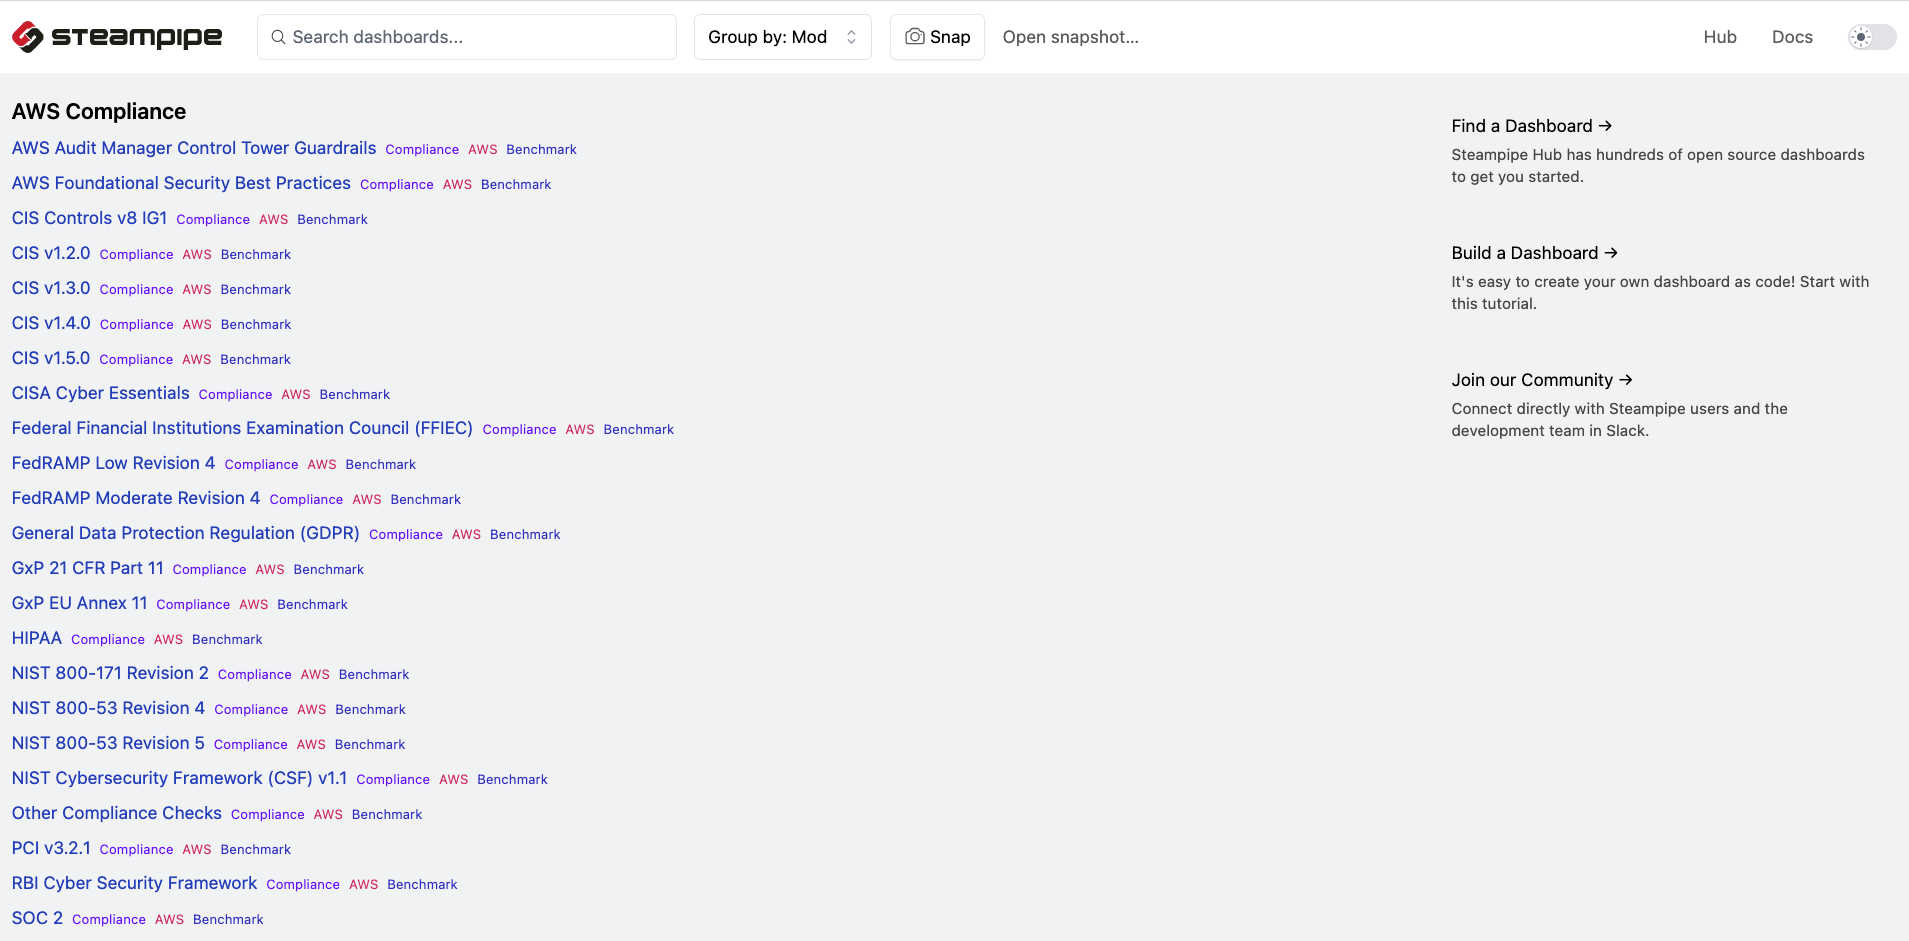 steampipe Search dashboards... Group by: Mod Snap Open snapshot... Hub Docs
AWS Compliance
AWS Audit Manager Control Tower Guardrails Compliance AWS Benchmark
AWS Foundational Security Best Practices Compliance AWS Benchmark
CIS Controls v8 IG1 Compliance AWS Benchmark
CIS v1.2.0 Compliance AWS Benchmark
CIS v1.3.0 Compliance AWS Benchmark
CIS v1.4.0 Compliance AWS Benchmark
CIS v1.5.0 Compliance AWS Benchmark
CISA Cyber Essentials Compliance AWS Benchmark
Federal Financial Institutions Examination Council (FFIEC) Compliance AWS Benchmark
FedRAMP Low Revision 4 Compliance AWS Benchmark
FedRAMP Moderate Revision 4 Compliance AWS Benchmark
General Data Protection Regulation (GDPR) Compliance AWS Benchmark
GxP 21 CFR Part 11 Compliance AWS Benchmark
GxP EU Annex 11 Compliance AWS Benchmark
HIPAA Compliance AWS Benchmark
NIST 800-171 Revision 2 Compliance AWS Benchmark
NIST 800-53 Revision 4 Compliance AWS Benchmark
NIST 800-53 Revision 5 Compliance AWS Benchmark
NIST Cybersecurity Framework (CSF) v1.1 Compliance AWS Benchmark
Other Compliance Checks Compliance AWS Benchmark
PCI v3.2.1 Compliance AWS Benchmark
RBI Cyber Security Framework Compliance AWS Benchmark
SOC 2 Compliance AWS Benchmark
Find a Dashboard →
Steampipe Hub has hundreds of open source dashboards
to get you started.
Build a Dashboard →
It's easy to create your own dashboard as code! Start with
this tutorial.
Join our Community →
Connect directly with Steampipe users and the
development team in Slack.